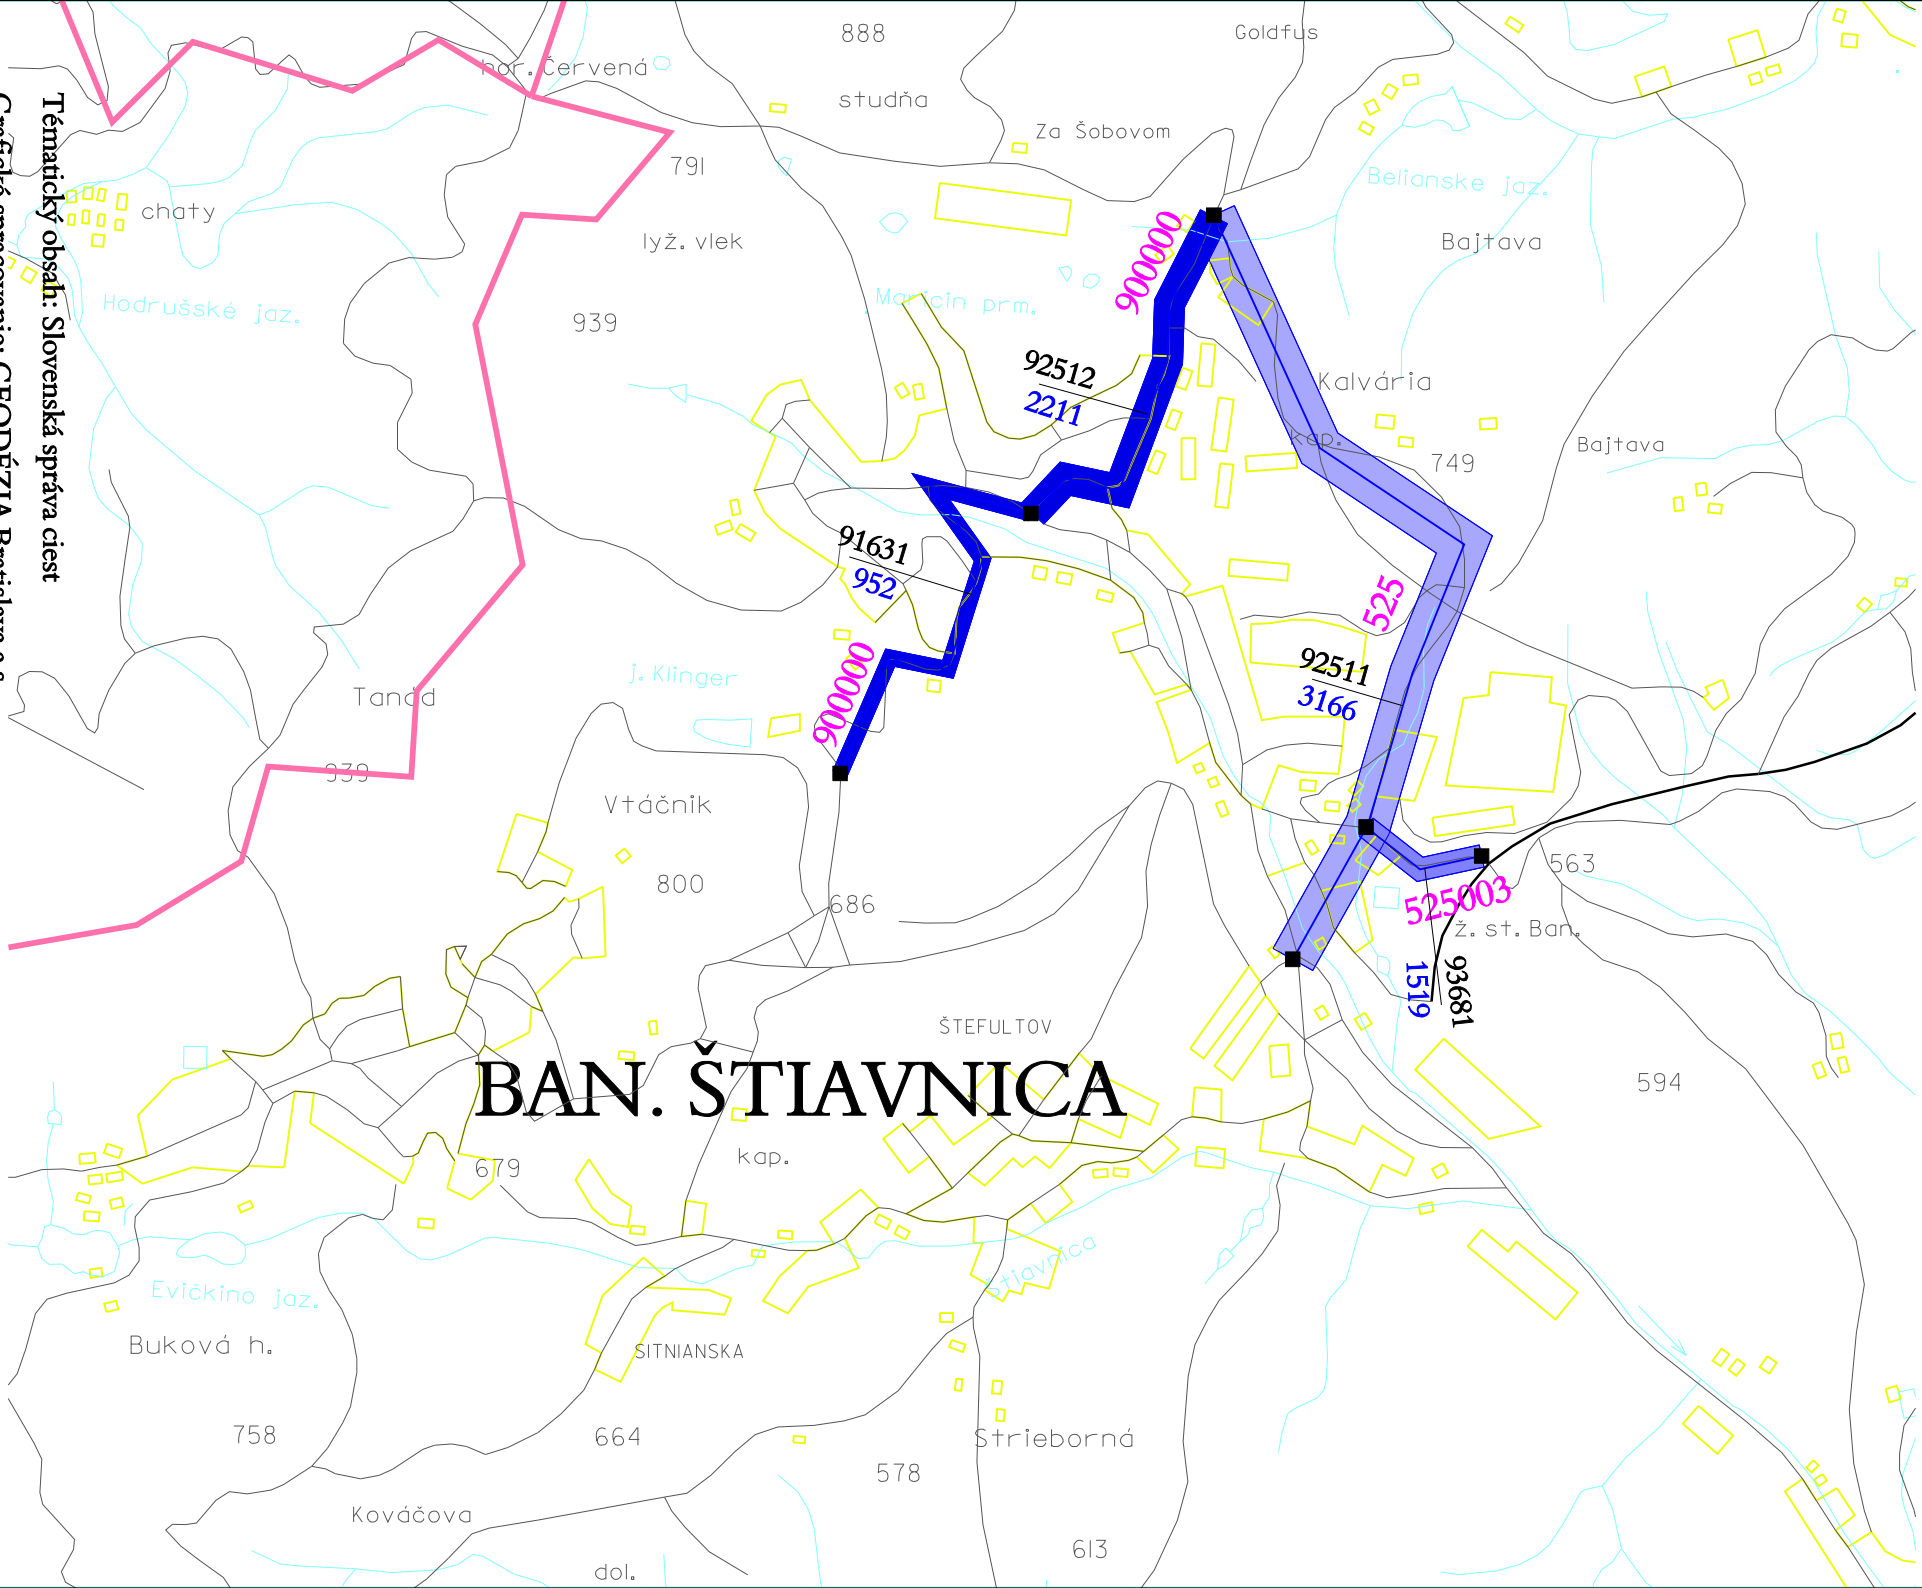 888
Goldfus
hor. Červená
studňa
Za Šobovom
791
Belianske jaz.
chaty
lyž. vlek
Bajtava
900000
Hodrušské jaz.
939
prm.
92512
2211
Kalvária
kap.
749
Bajtava
91631
952
525
j. Klinger
92511
3166
Tanád
900000
939
Vtáčnik
800
686
563
525003
ž. st. Ban.
93681
1519
ŠTEFULTOV
BAN. ŠTIAVNICA
594
kap.
679
Štiavnica
Evičkino jaz.
Buková h.
SITNIANSKA
758
664
Strieborná
578
Kováčova
613
dol.
Tématický obsah: Slovenská správa ciest